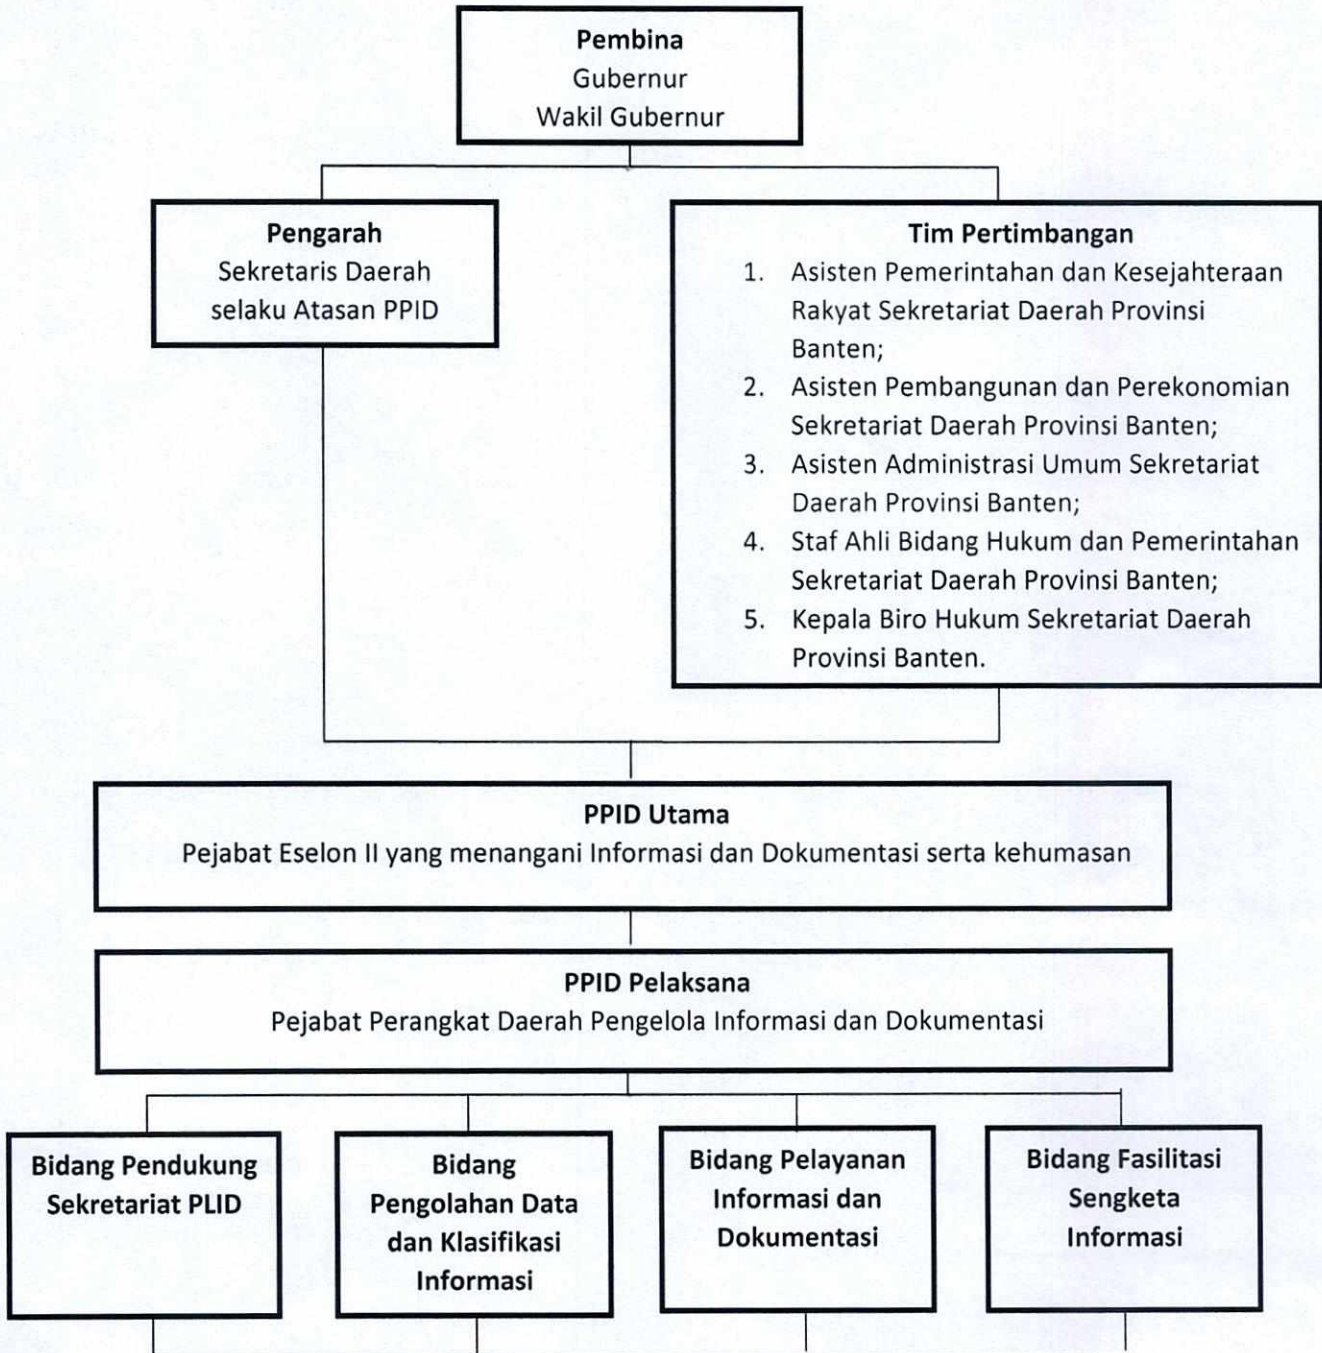 Pembina
Gubernur
Wakil Gubernur
Pengarah
Sekretaris Daerah
selaku Atasan PPID
Tim Pertimbangan
1. Asisten Pemerintahan dan Kesejahteraan
Rakyat Sekretariat Daerah Provinsi
Banten;
2. Asisten Pembangunan dan Perekonomian
Sekretariat Daerah Provinsi Banten;
3. Asisten Administrasi Umum Sekretariat
Daerah Provinsi Banten;
4. Staf Ahli Bidang Hukum dan Pemerintahan
Sekretariat Daerah Provinsi Banten;
5. Kepala Biro Hukum Sekretariat Daerah
Provinsi Banten.
PPID Utama
Pejabat Eselon II yang menangani Informasi dan Dokumentasi serta kehumasan
PPID Pelaksana
Pejabat Perangkat Daerah Pengelola Informasi dan Dokumentasi
Bidang Pendukung
Sekretariat PLID
Bidang
Pengolahan Data
dan Klasifikasi
Informasi
Bidang Pelayanan
Informasi dan
Dokumentasi
Bidang Fasilitasi
Sengketa
Informasi